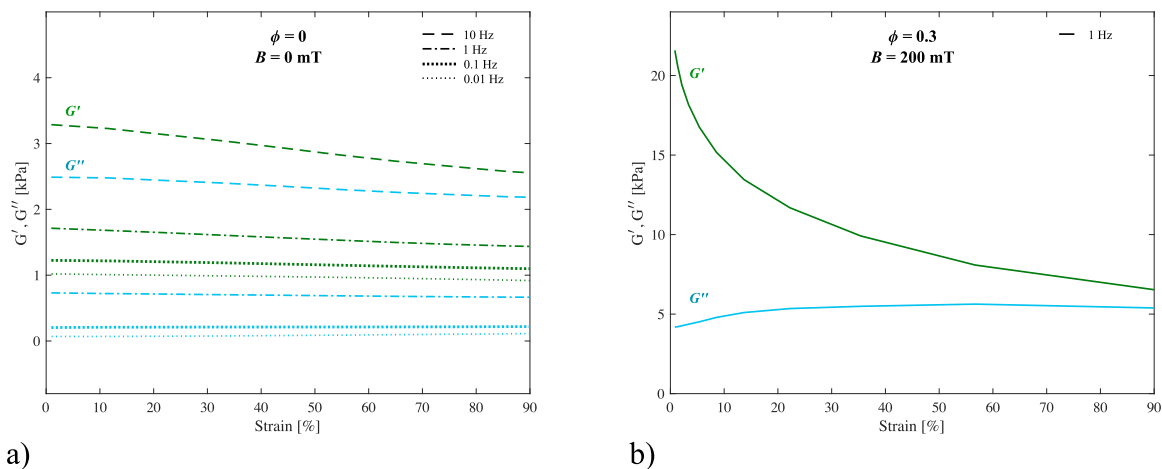 ϕ = 0
B = 0 mT
10 Hz
1 Hz
0.1 Hz
0.01 Hz
G′
G′′
G′, G′′ [kPa]
4
3
2
1
0
0 10 20 30 40 50 60 70 80 90
Strain [%]
a)
ϕ = 0.3
B = 200 mT
1 Hz
G′
G′′
G′, G′′ [kPa]
20
15
10
5
0
0 10 20 30 40 50 60 70 80 90
Strain [%]
b)